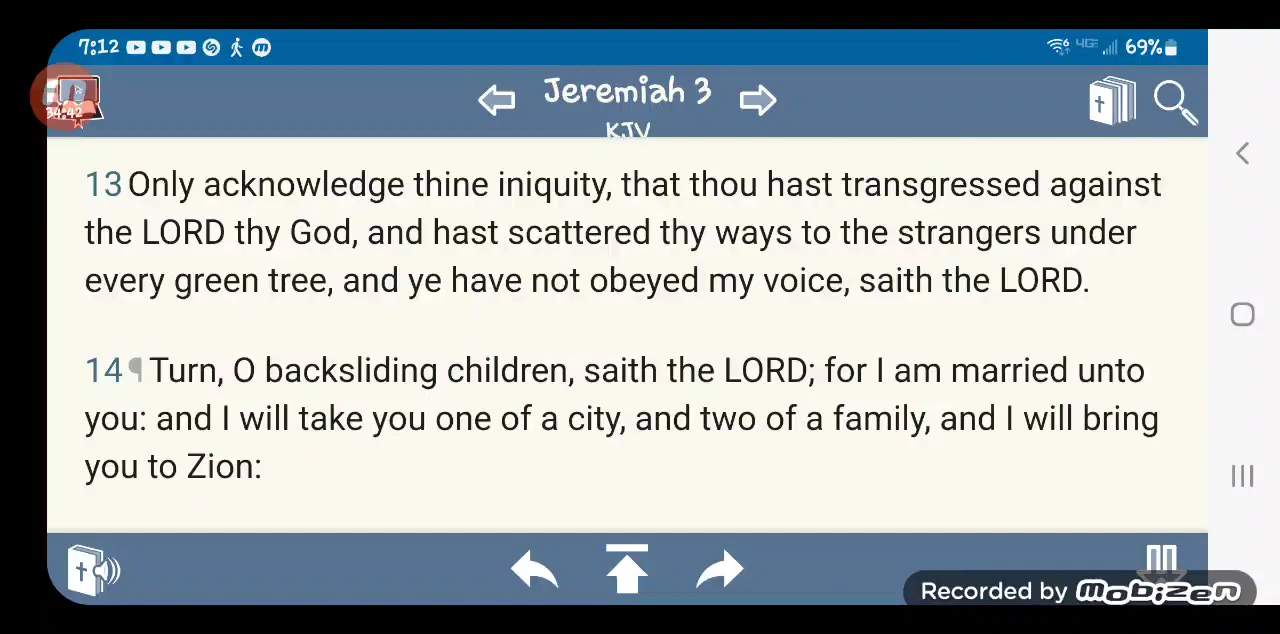 7:12
4GE 69%
34:42
Jeremiah 3
KJV
13 Only acknowledge thine iniquity, that thou hast transgressed against
the LORD thy God, and hast scattered thy ways to the strangers under
every green tree, and ye have not obeyed my voice, saith the LORD.
14 ¶ Turn, O backsliding children, saith the LORD; for I am married unto
you: and I will take you one of a city, and two of a family, and I will bring
you to Zion:
Recorded by Mobizen